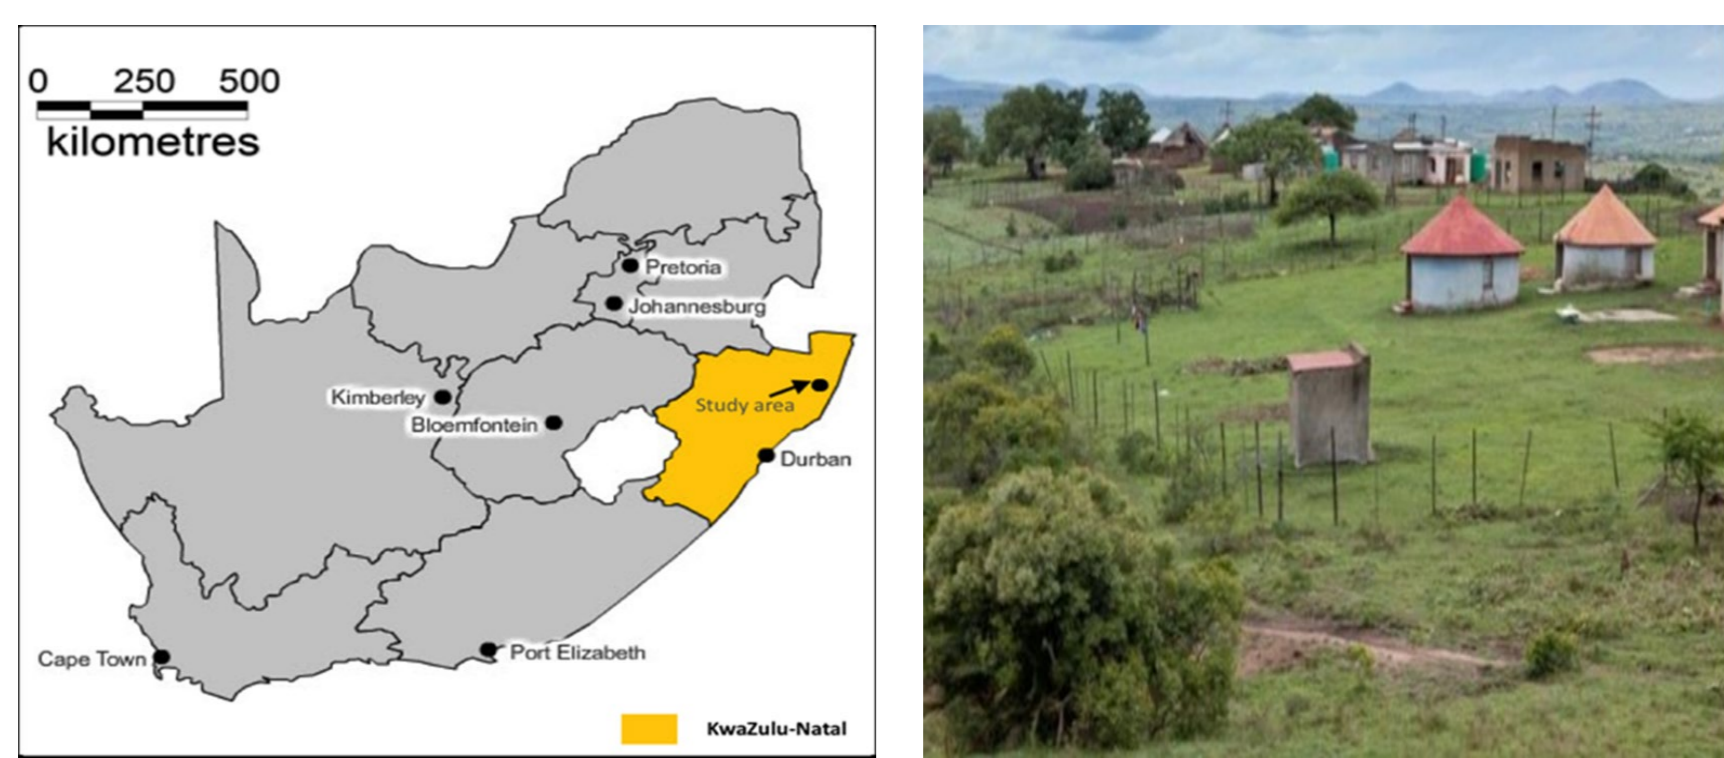 0 250 500
kilometres
Pretoria
Johannesburg
Kimberley
Study area
Bloemfontein
Durban
Port Elizabeth
Cape Town
KwaZulu-Natal